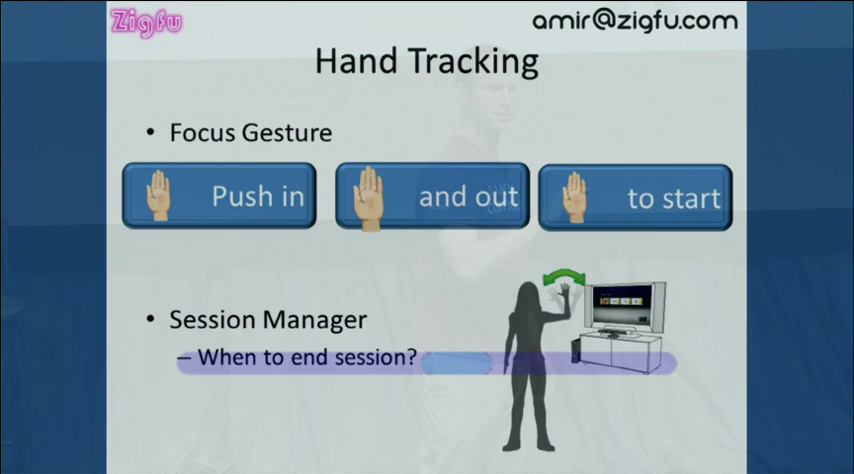 Zigfu
amir@zigfu.com
Hand Tracking
• Focus Gesture
Push in
and out
to start
• Session Manager
– When to end session?